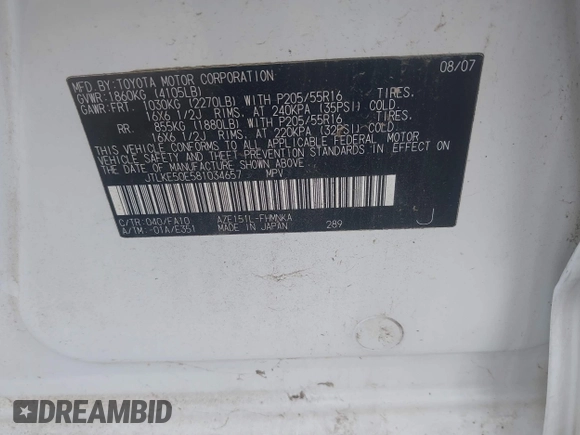 MFD.BY:TOYOTA MOTOR CORPORATION 08/07
GVWR: 1860KG (4105LB)
GAWR:FRT 1030KG (2270LB) WITH P205/55R16 TIRES,
16X6 1/2J RIMS, AT 240KPA (35PSI) COLD.
RR. 855KG (1880LB) WITH P205/55R16 TIRES,
16X6 1/2J RIMS, AT 220KPA (32PSI) COLD.
THIS VEHICLE CONFORMS TO ALL APPLICABLE FEDERAL MOTOR
VEHICLE SAFETY AND THEFT PREVENTION STANDARDS IN EFFECT ON
THE DATE OF MANUFACTURE SHOWN ABOVE.
JTLKE50E581034657 MPV
C/TR:040/FA10 AZE151L-FHMNKA
A/TM:-01A/E351 MADE IN JAPAN 289 J
DREAMBID